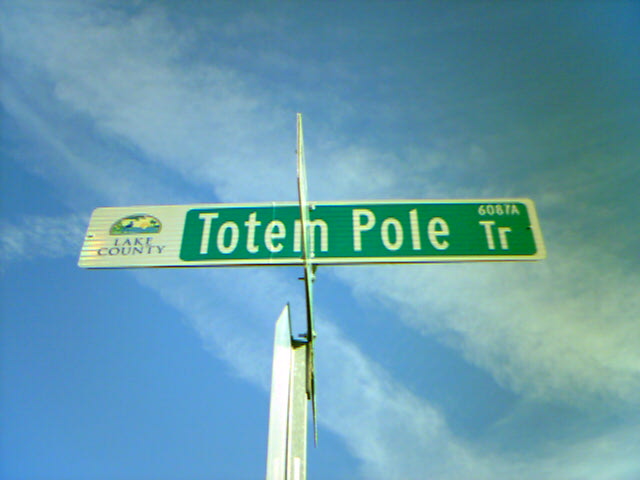 LAKE
COUNTY
Totem Pole Tr
6087A